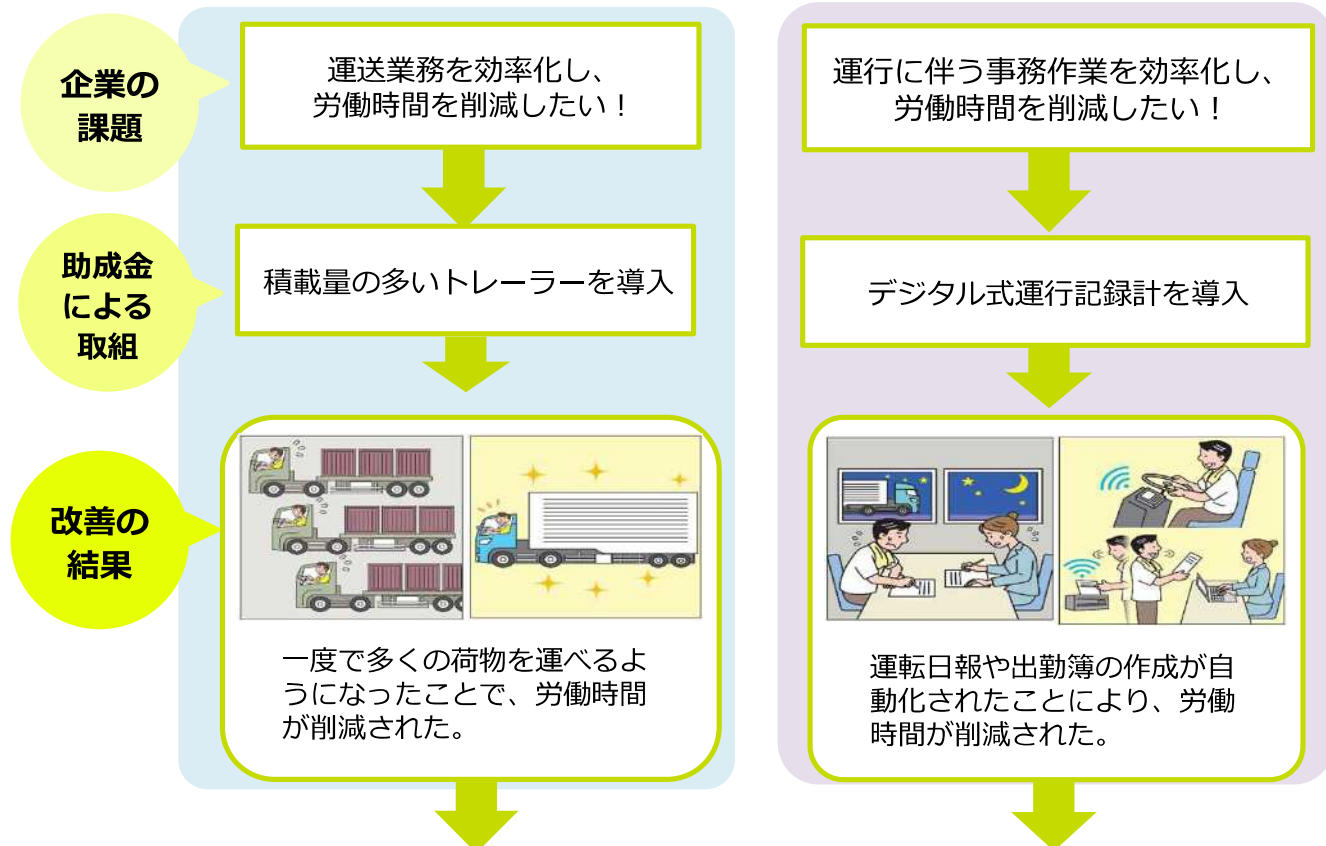 企業の
課題
運送業務を効率化し、
労働時間を削減したい！
運行に伴う事務作業を効率化し、
労働時間を削減したい！
助成金
による
取組
積載量の多いトレーラーを導入
デジタル式運行記録計を導入
改善の
結果
一度で多くの荷物を運べるよ
うになったことで、労働時間
が削減された。
運転日報や出勤簿の作成が自
動化されたことにより、労働
時間が削減された。